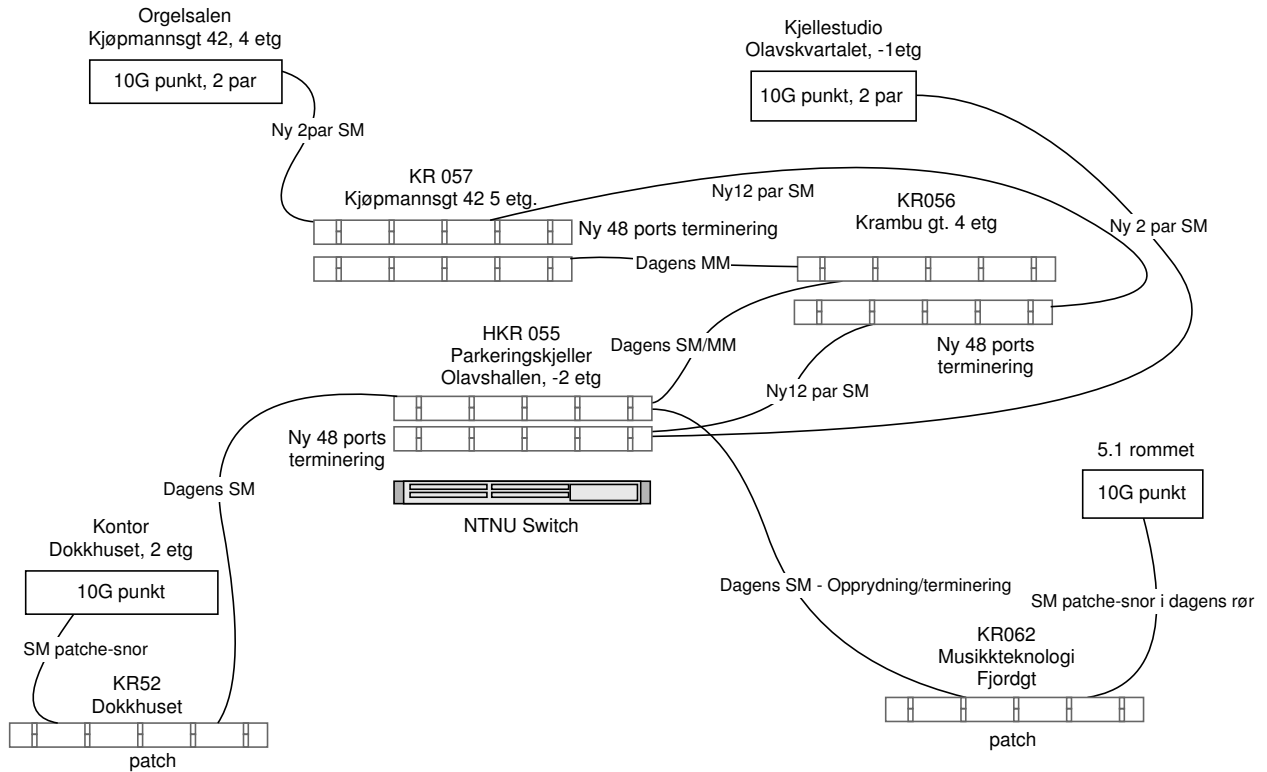 Orgelsalen
Kjøpmannsgt 42, 4 etg
10G punkt, 2 par
Kjellestudio
Olavskvartalet, -1etg
10G punkt, 2 par
Ny 2par SM
KR 057
Kjøpmannsgt 42 5 etg.
Ny12 par SM
KR056
Krambu gt. 4 etg
Ny 48 ports terminering
Ny 2 par SM
Dagens MM
HKR 055
Parkeringskjeller
Olavshallen, -2 etg
Dagens SM/MM
Ny 48 ports
terminering
Ny12 par SM
Ny 48 ports
terminering
5.1 rommet
10G punkt
Dagens SM
NTNU Switch
Kontor
Dokkhuset, 2 etg
10G punkt
Dagens SM - Opprydning/terminering
SM patche-snor i dagens rør
SM patche-snor
KR52
Dokkhuset
KR062
Musikkteknologi
Fjordgt
patch
patch